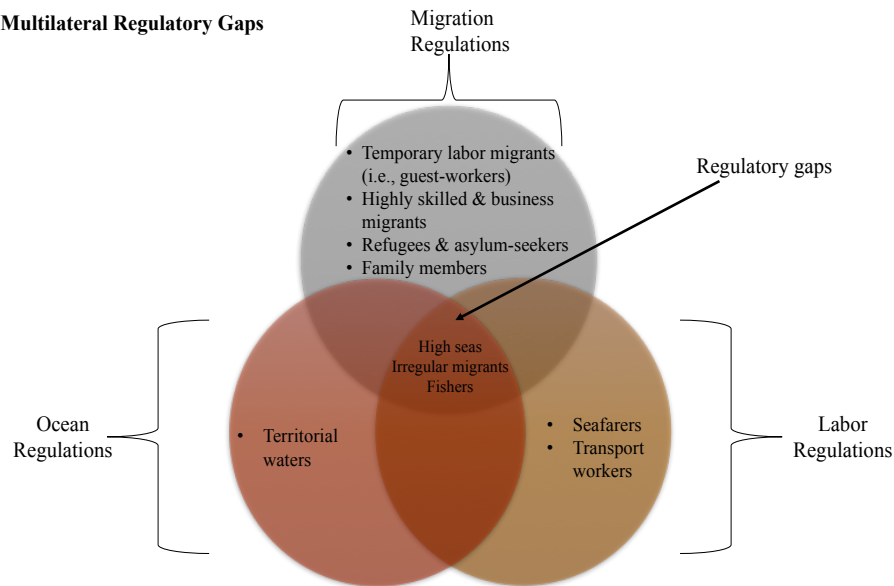 Multilateral Regulatory Gaps
Migration
Regulations
• Temporary labor migrants
(i.e., guest-workers)
• Highly skilled & business
migrants
• Refugees & asylum-seekers
• Family members
Regulatory gaps
High seas
Irregular migrants
Fishers
Ocean
Regulations
• Territorial
waters
• Seafarers
• Transport
workers
Labor
Regulations